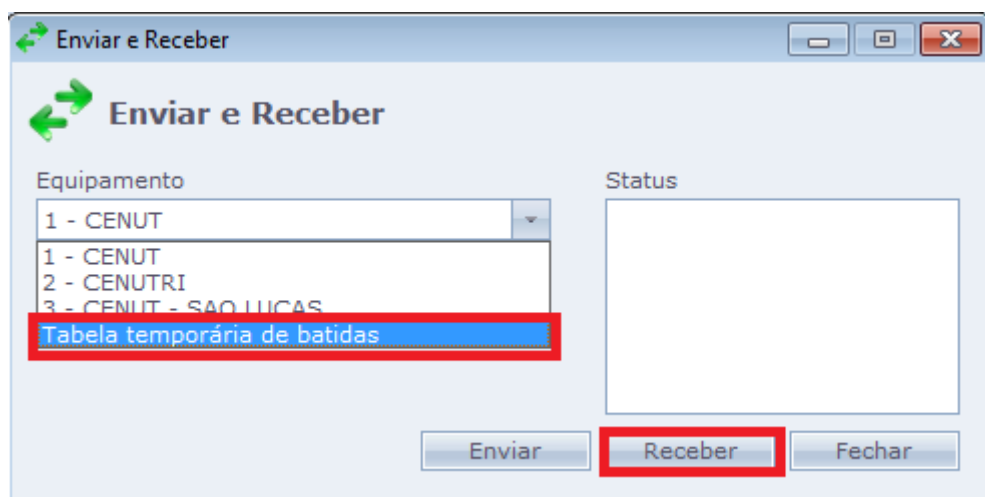 Enviar e Receber
Enviar e Receber
Equipamento
Status
1 - CENUT
1 - CENUT
2 - CENUTRI
3 - CENUT - SAO LUCAS
Tabela temporária de batidas
Enviar
Receber
Fechar